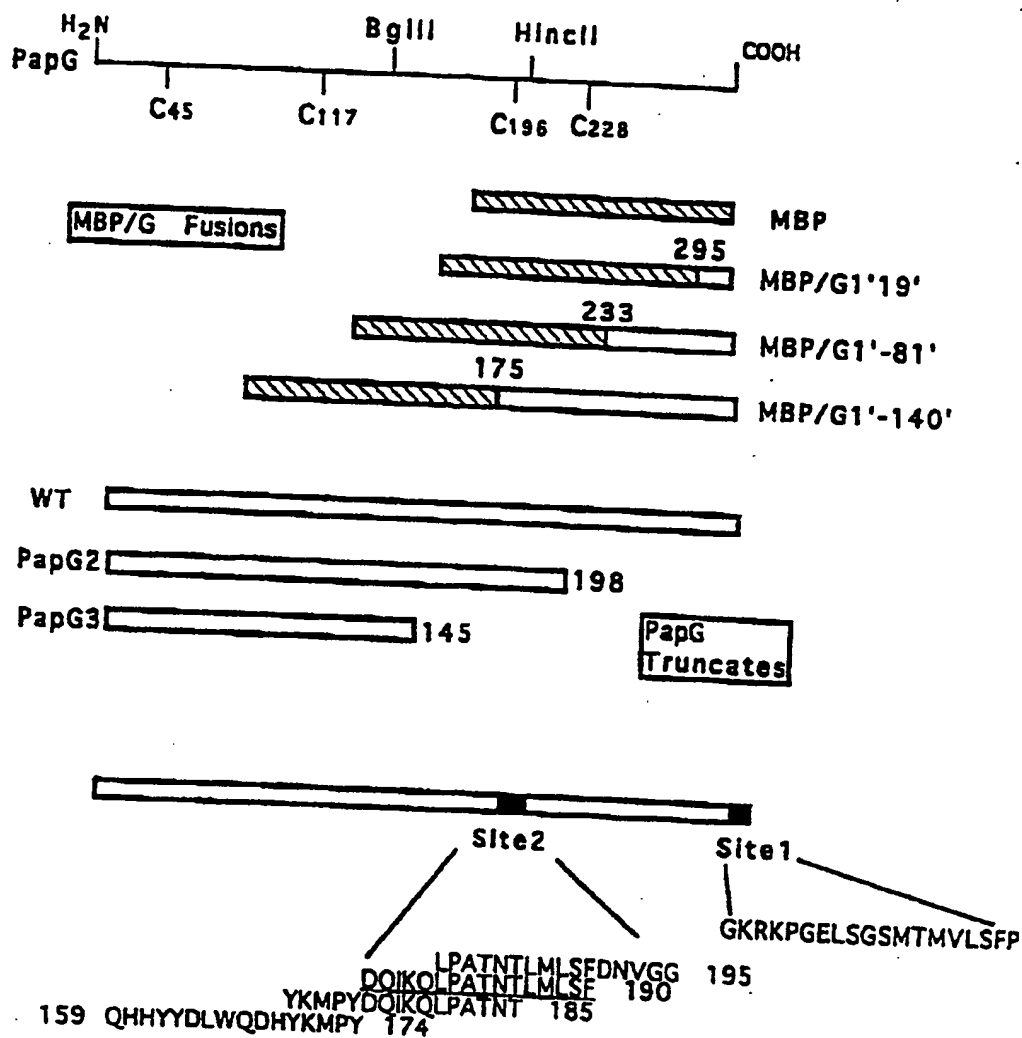 H2N
PapG
BglII
HincII
COOH
C45
C117
C196
C228
MBP/G Fusions
MBP
295
MBP/G1'19'
233
MBP/G1'-81'
175
MBP/G1'-140'
WT
PapG2
198
PapG3
145
PapG
Truncates
Site2
Site1
GKRKPGELSGSMTMVLSFP
LPATNTLMLSFDNVGG 195
DQIKQLPATNTLMLSF 190
YKMPYDQIKQLPATNT 185
159 QHHYYDLWQDHYKMPY 174